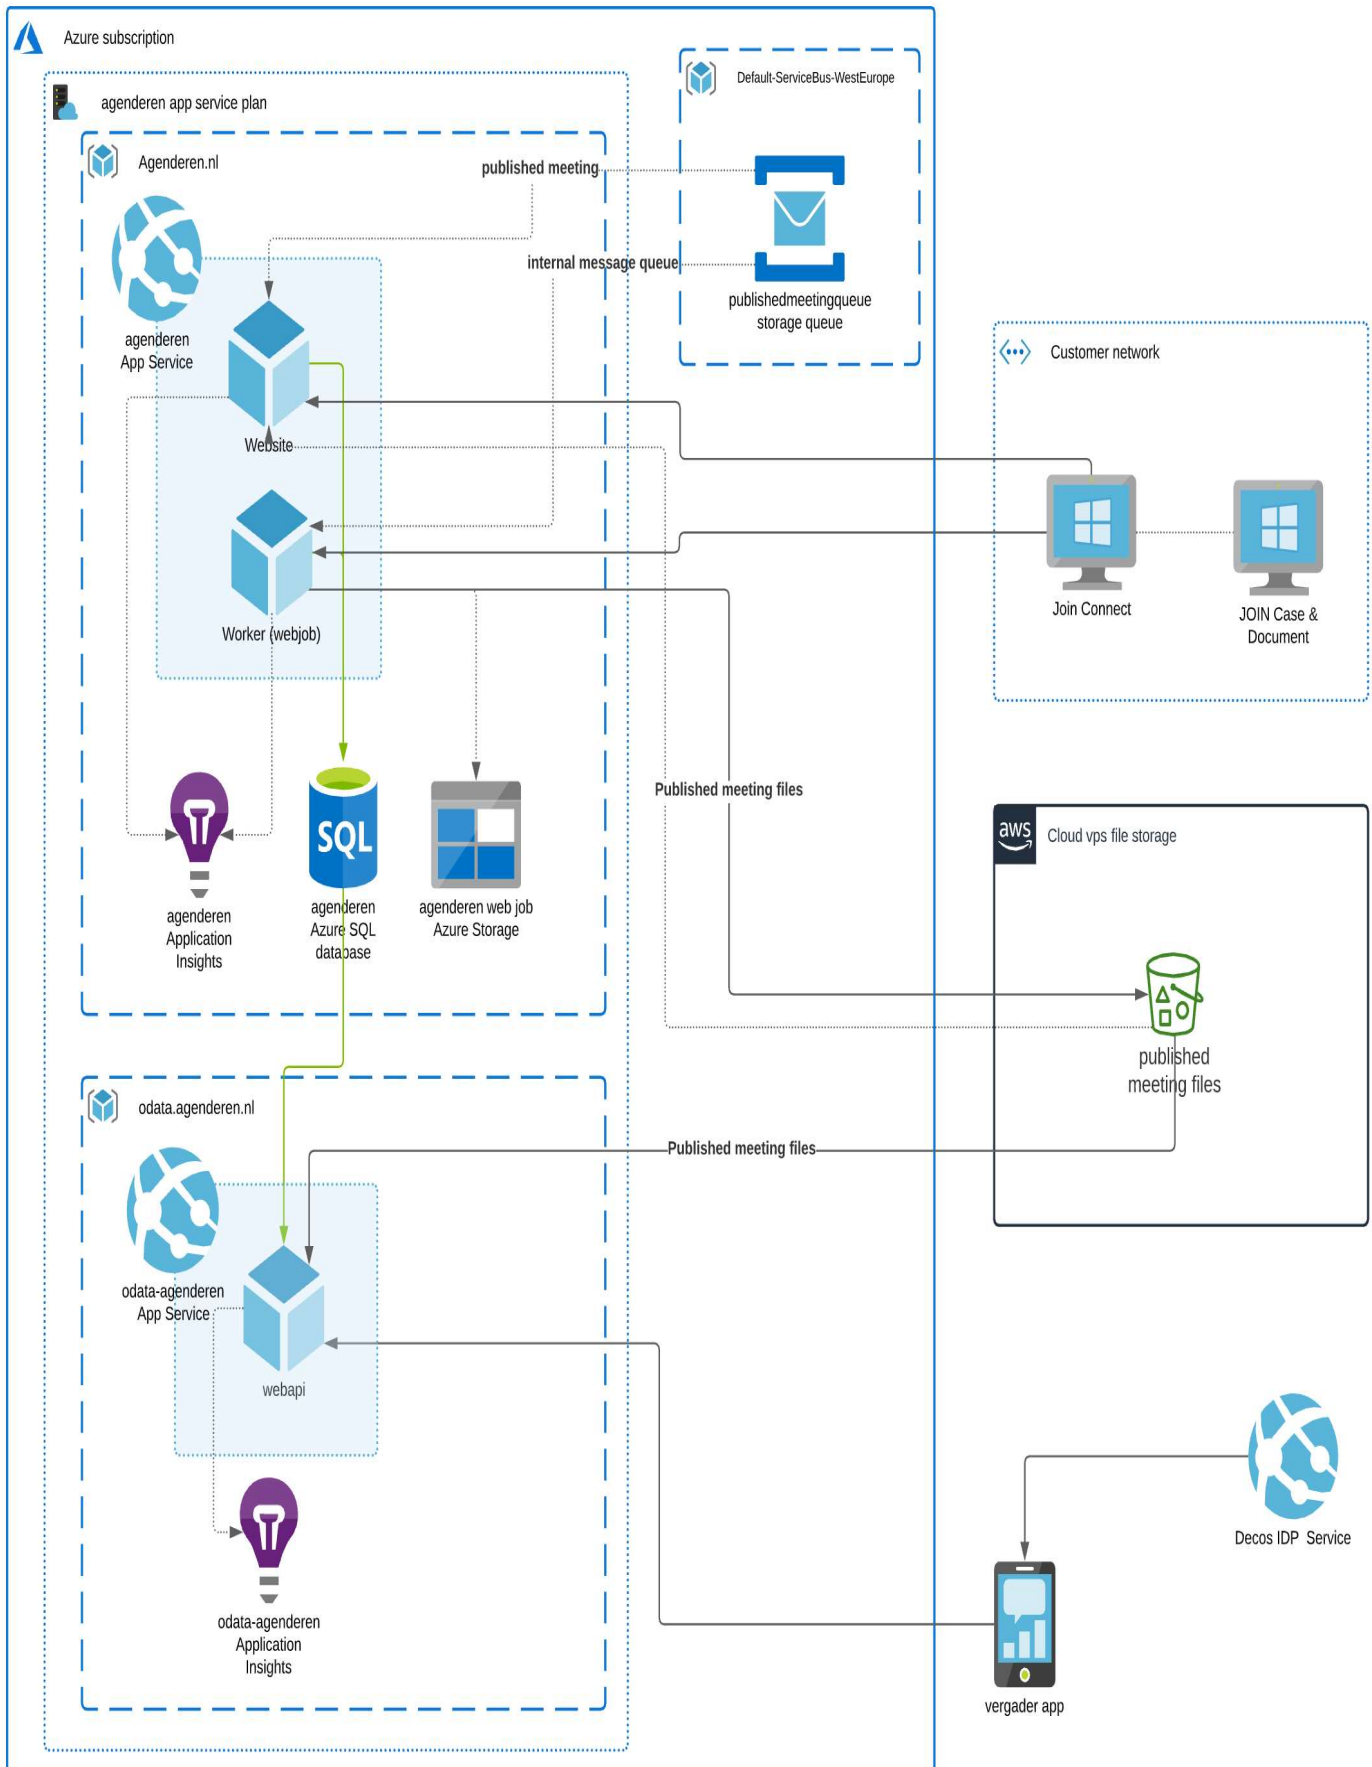 Azure subscription
agenderen app service plan
Default-ServiceBus-WestEurope
Agenderen.nl
published meeting
internal message queue
publishedmeetingqueue
storage queue
agenderen
App Service
Website
Worker (webjob)
Customer network
Join Connect
JOIN Case &
Document
Published meeting files
SQL
agenderen
Application
Insights
agenderen
Azure SQL
database
agenderen web job
Azure Storage
aws
Cloud vps file storage
published
meeting files
odata.agenderen.nl
Published meeting files
odata-agenderen
App Service
webapi
odata-agenderen
Application
Insights
Decos IDP Service
vergader app